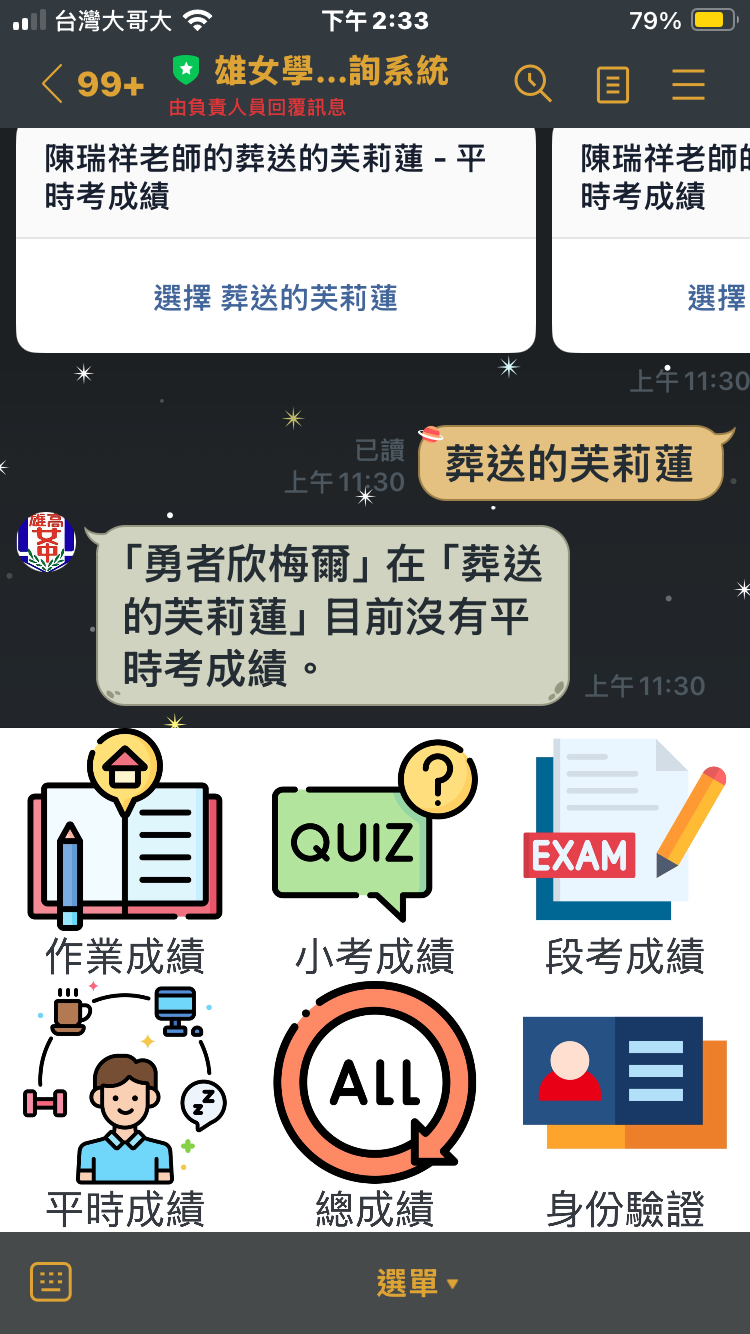 台灣大哥大 下午 2:33 79%
99+ 雄女學...詢系統
由負責人員回覆訊息
陳瑞祥老師的葬送的芙莉蓮 - 平
時考成績
選擇 葬送的芙莉蓮
陳瑞祥老師的
時考成績
選擇
上午 11:30
已讀
上午 11:30
葬送的芙莉蓮
雄高
女
中
「勇者欣梅爾」在「葬送
的芙莉蓮」目前沒有平
時考成績。
上午 11:30
作業成績
QUIZ
?
小考成績
EXAM
段考成績
zz
平時成績
ALL
總成績
身份驗證
選單